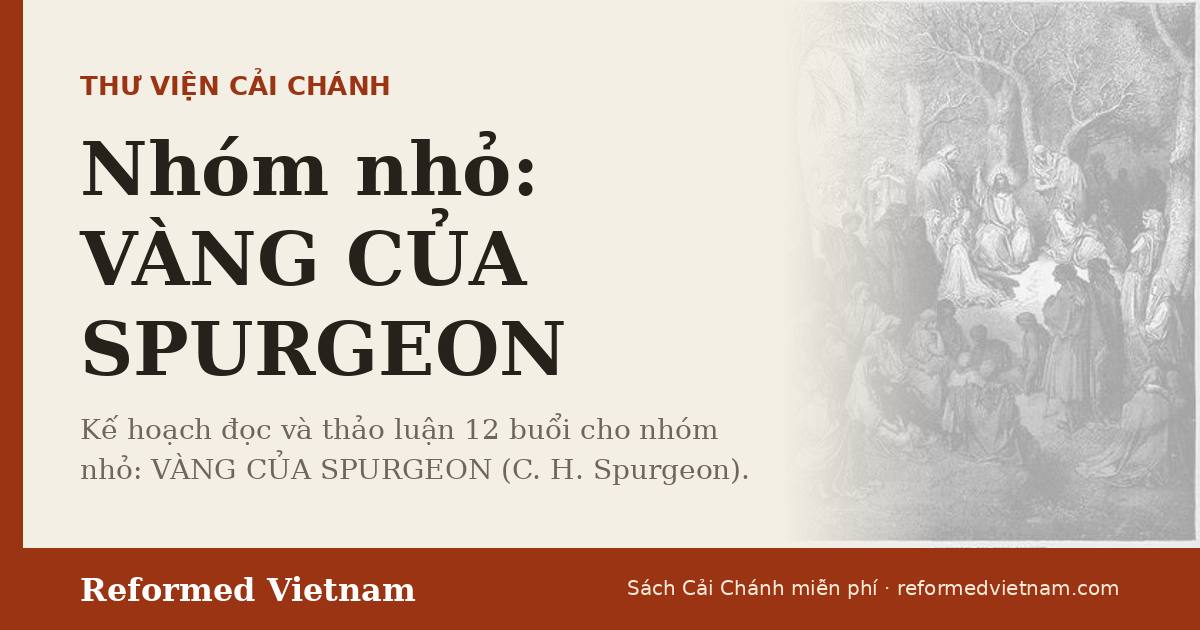 THƯ VIỆN CẢI CHÁNH
Nhóm nhỏ:
VÀNG CỦA
SPURGEON
Kế hoạch đọc và thảo luận 12 buổi cho nhóm
nhỏ: VÀNG CỦA SPURGEON (C. H. Spurgeon).
Reformed Vietnam
Sách Cải Chánh miễn phí · reformedvietnam.com